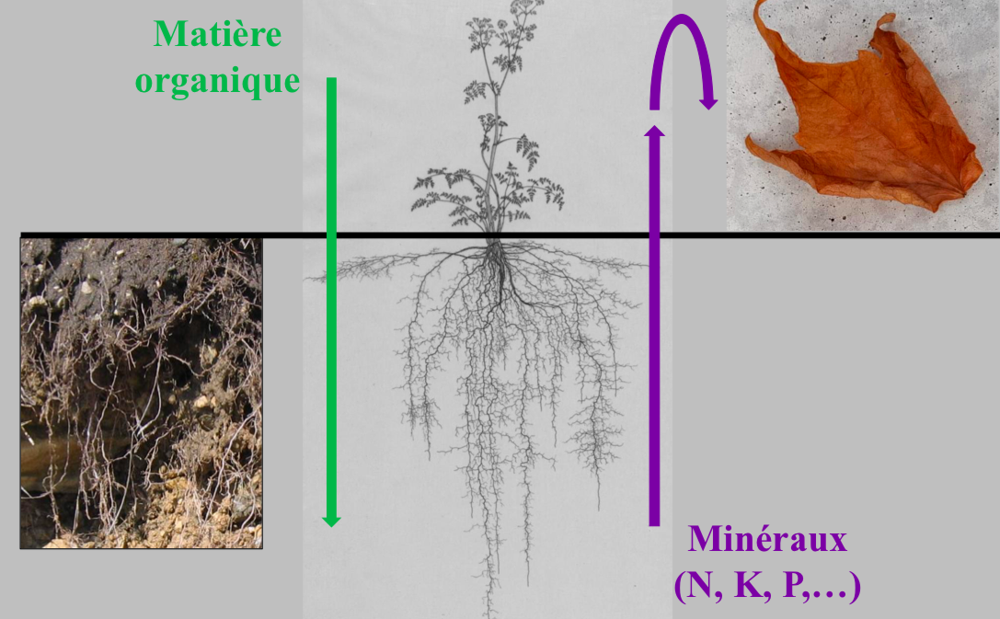 Matière
organique
Minéraux
(N, K, P,…)